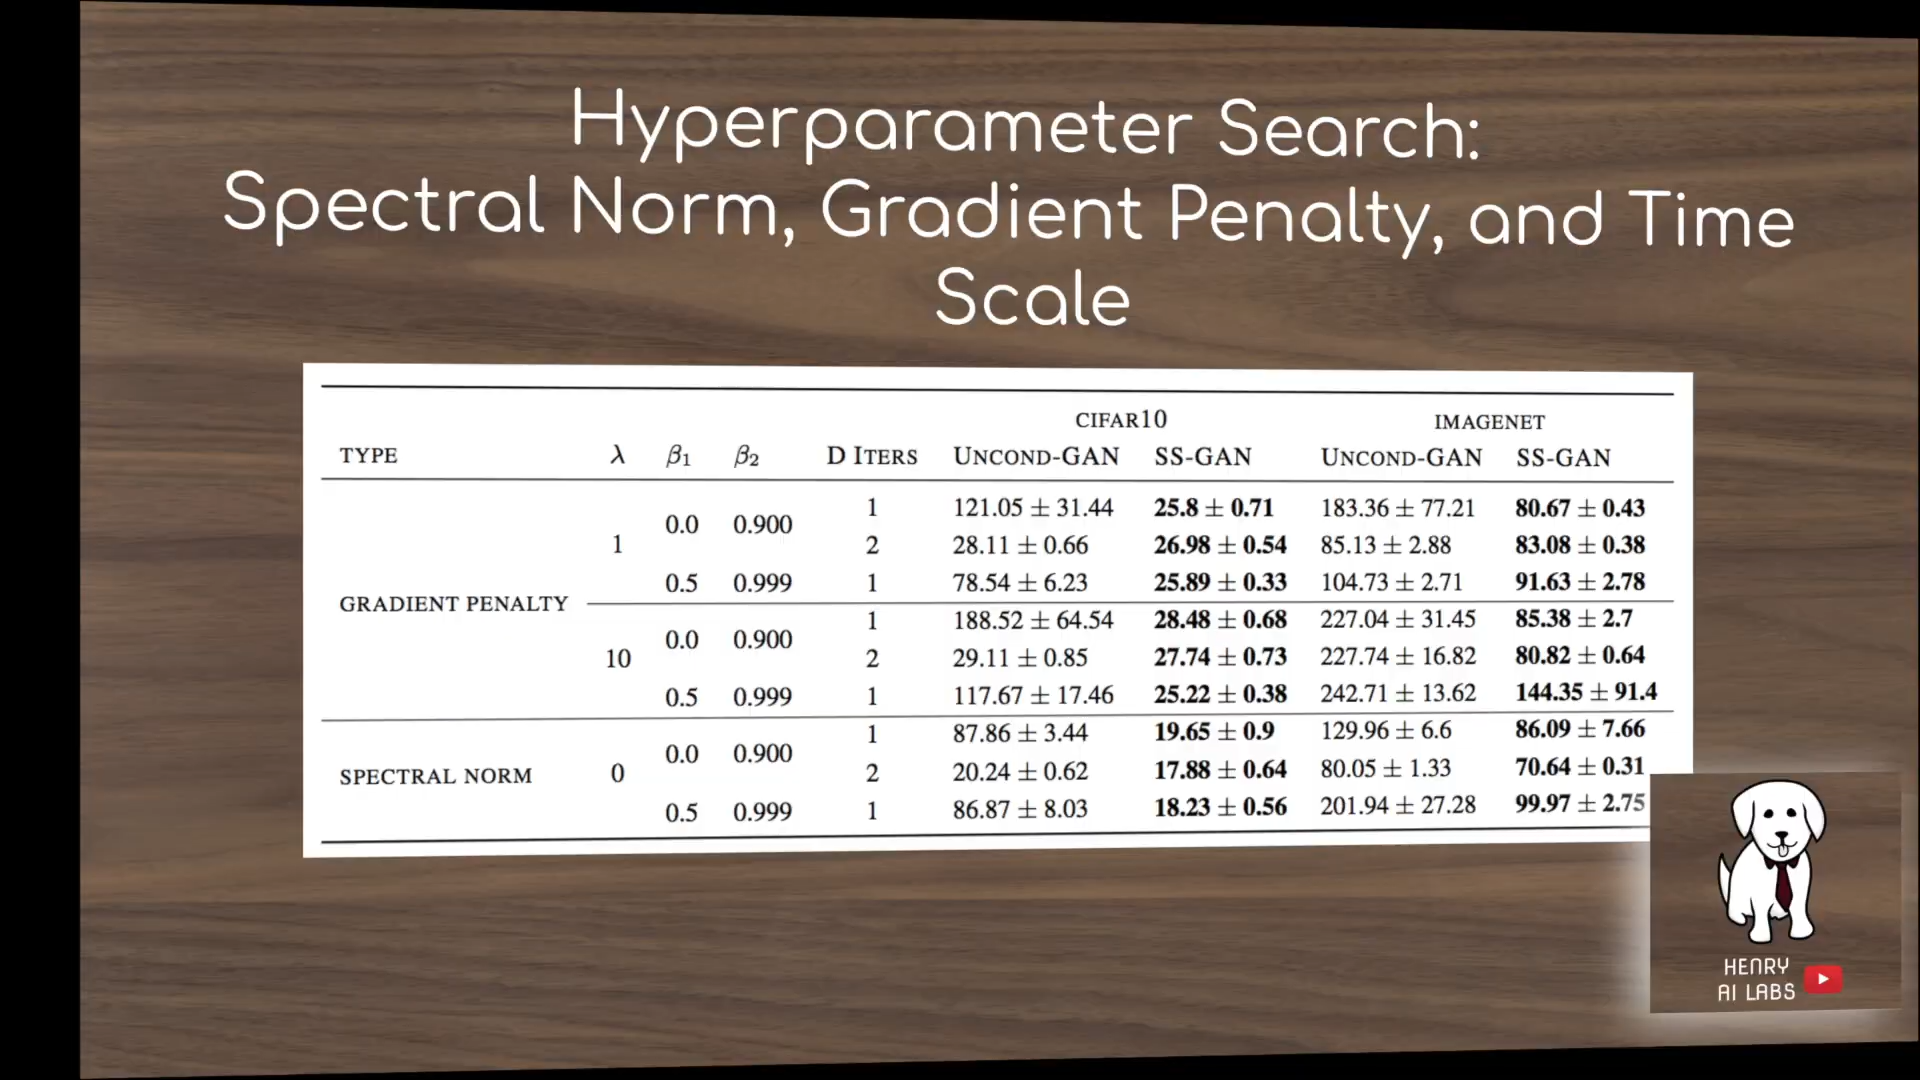 Hyperparameter Search:
Spectral Norm, Gradient Penalty, and Time
Scale
CIFAR10 IMAGENET
TYPE λ β1 β2 D ITERS UNCOND-GAN SS-GAN UNCOND-GAN SS-GAN
GRADIENT PENALTY
1
0.0 0.900
1 121.05 ± 31.44 25.8 ± 0.71 183.36 ± 77.21 80.67 ± 0.43
2 28.11 ± 0.66 26.98 ± 0.54 85.13 ± 2.88 83.08 ± 0.38
0.5 0.999 1 78.54 ± 6.23 25.89 ± 0.33 104.73 ± 2.71 91.63 ± 2.78
10
0.0 0.900
1 188.52 ± 64.54 28.48 ± 0.68 227.04 ± 31.45 85.38 ± 2.7
2 29.11 ± 0.85 27.74 ± 0.73 227.74 ± 16.82 80.82 ± 0.64
0.5 0.999 1 117.67 ± 17.46 25.22 ± 0.38 242.71 ± 13.62 144.35 ± 91.4
SPECTRAL NORM
0
0.0 0.900
1 87.86 ± 3.44 19.65 ± 0.9 129.96 ± 6.6 86.09 ± 7.66
2 20.24 ± 0.62 17.88 ± 0.64 80.05 ± 1.33 70.64 ± 0.31
0.5 0.999 1 86.87 ± 8.03 18.23 ± 0.56 201.94 ± 27.28 99.97 ± 2.75
HENRY
AI LABS